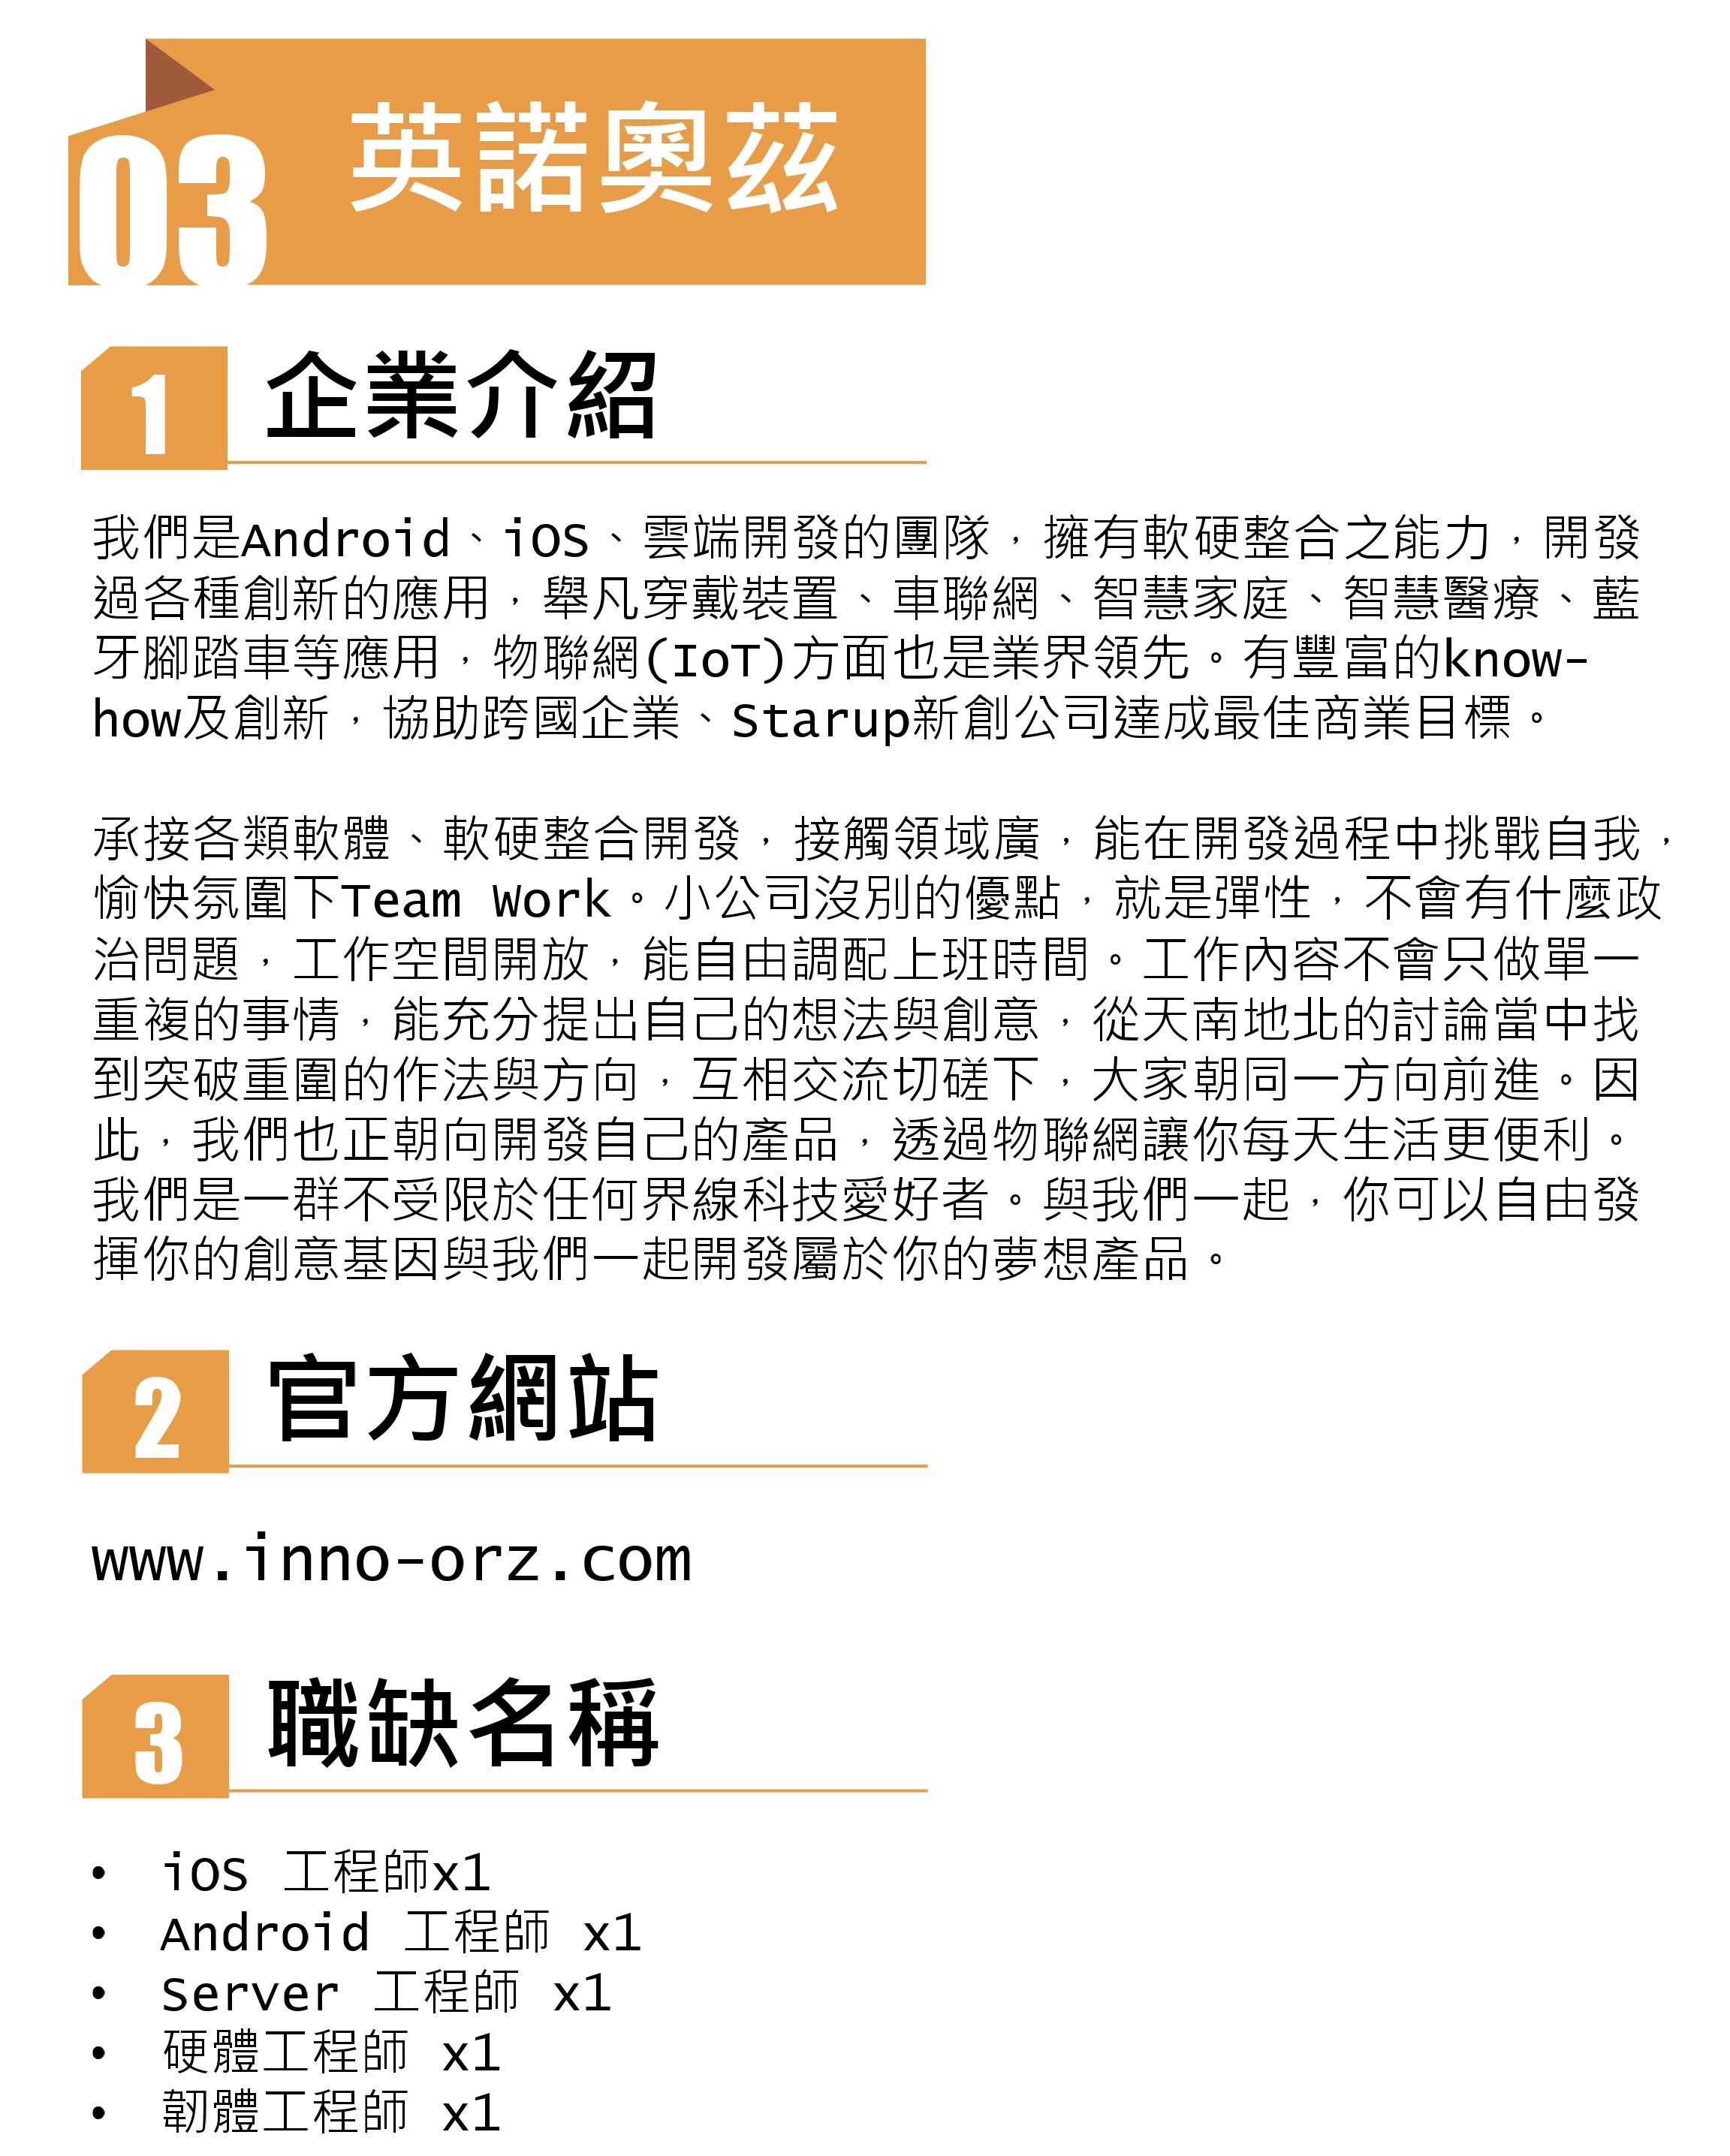 03 英諾奧茲
1 企業介紹
我們是Android、iOS、雲端開發的團隊，擁有軟硬整合之能力，開發
過各種創新的應用，舉凡穿戴裝置、車聯網、智慧家庭、智慧醫療、藍
牙腳踏車等應用，物聯網(IoT)方面也是業界領先。有豐富的know-
how及創新，協助跨國企業、Starup新創公司達成最佳商業目標。
承接各類軟體、軟硬整合開發，接觸領域廣，能在開發過程中挑戰自我，
愉快氛圍下Team Work。小公司沒別的優點，就是彈性，不會有什麼政
治問題，工作空間開放，能自由調配上班時間。工作內容不會只做單一
重複的事情，能充分提出自己的想法與創意，從天南地北的討論當中找
到突破重圍的作法與方向，互相交流切磋下，大家朝同一方向前進。因
此，我們也正朝向開發自己的產品，透過物聯網讓你每天生活更便利。
我們是一群不受限於任何界線科技愛好者。與我們一起，你可以自由發
揮你的創意基因與我們一起開發屬於你的夢想產品。
2 官方網站
www.inno-orz.com
3 職缺名稱
• iOS 工程師x1
• Android 工程師 x1
• Server 工程師 x1
• 硬體工程師 x1
• 韌體工程師 x1